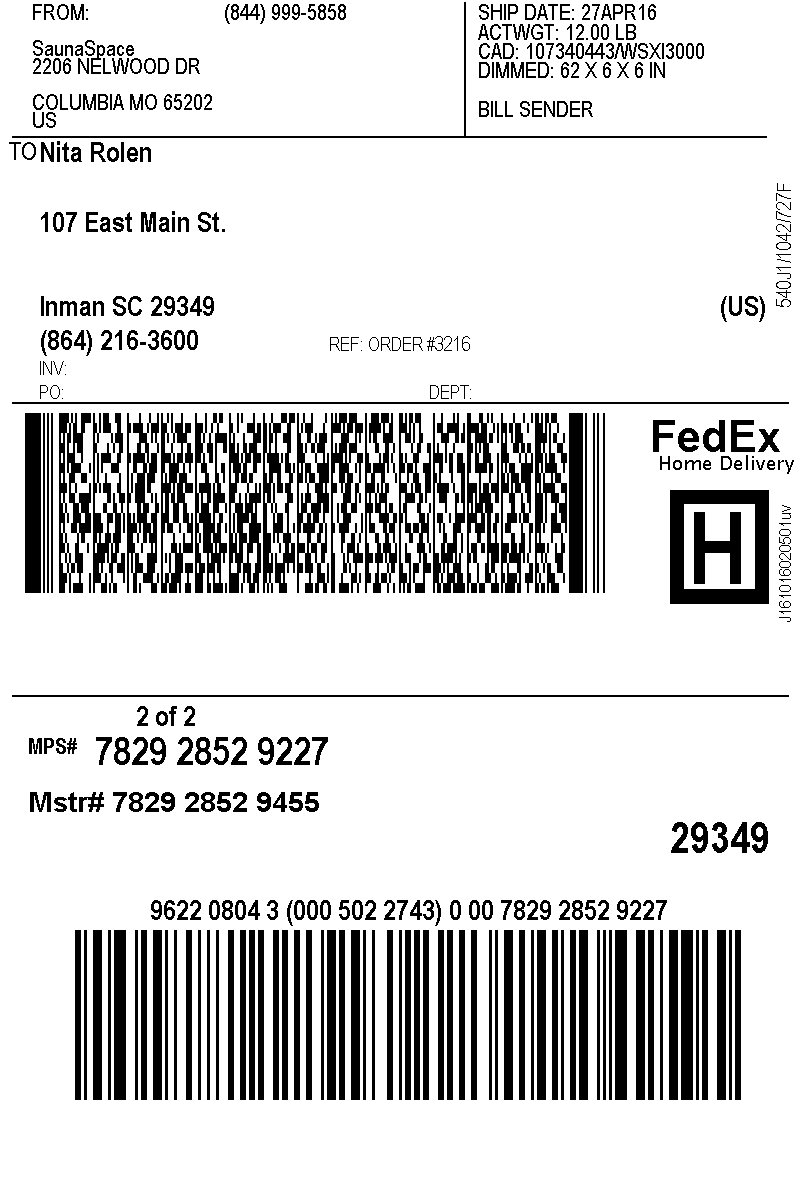 FROM: (844) 999-5858
SaunaSpace
2206 NELWOOD DR
COLUMBIA MO 65202
US
SHIP DATE: 27APR16
ACTWGT: 12.00 LB
CAD: 107340443/WSXI3000
DIMMED: 62 X 6 X 6 IN
BILL SENDER
TO Nita Rolen
107 East Main St.
Inman SC 29349 (US)
(864) 216-3600 REF: ORDER #3216
INV:
PO: DEPT:
540J1/1042/727F
FedEx
Home Delivery
H
J161016020501uv
2 of 2
MPS# 7829 2852 9227
Mstr# 7829 2852 9455
29349
9622 0804 3 (000 502 2743) 0 00 7829 2852 9227